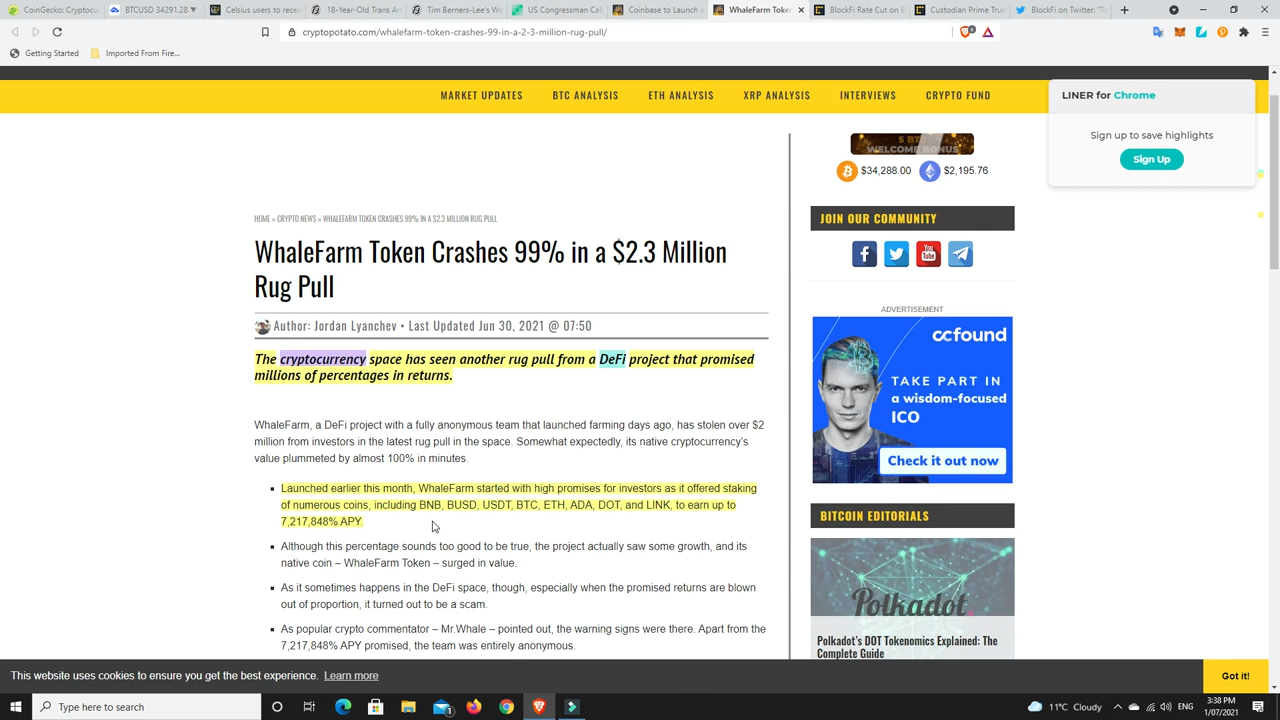 CoinGecko: Cryptocu
BTCUSD 34291.28
Celsius users to rece
18-Year-Old Trans Ar
Tim Berners-Lee's We
US Congressman Cal
Coinbase to Launch a
WhaleFarm Toke
BlockFi Rate Cut on B
Custodian Prime Trus
BlockFi on Twitter: "T
cryptopotato.com/whalefarm-token-crashes-99-in-a-2-3-million-rug-pull/
Getting Started
Imported From Fire...
MARKET UPDATES
BTC ANALYSIS
ETH ANALYSIS
XRP ANALYSIS
INTERVIEWS
CRYPTO FUND
LINER for Chrome
Sign up to save highlights
Sign Up
5 BT
WELCOME BONUS
$34,288.00
$2,195.76
HOME » CRYPTO NEWS » WHALEFARM TOKEN CRASHES 99% IN A $2.3 MILLION RUG PULL
WhaleFarm Token Crashes 99% in a $2.3 Million
Rug Pull
Author: Jordan Lyanchev • Last Updated Jun 30, 2021 @ 07:50
The cryptocurrency space has seen another rug pull from a DeFi project that promised
millions of percentages in returns.
WhaleFarm, a DeFi project with a fully anonymous team that launched farming days ago, has stolen over $2
million from investors in the latest rug pull in the space. Somewhat expectedly, its native cryptocurrency's
value plummeted by almost 100% in minutes.
Launched earlier this month, WhaleFarm started with high promises for investors as it offered staking
of numerous coins, including BNB, BUSD, USDT, BTC, ETH, ADA, DOT, and LINK, to earn up to
7,217,848% APY.
Although this percentage sounds too good to be true, the project actually saw some growth, and its
native coin – WhaleFarm Token – surged in value.
As it sometimes happens in the DeFi space, though, especially when the promised returns are blown
out of proportion, it turned out to be a scam.
As popular crypto commentator – Mr.Whale – pointed out, the warning signs were there. Apart from the
7,217,848% APY promised, the team was entirely anonymous.
JOIN OUR COMMUNITY
You
Tube
ADVERTISEMENT
ccfound
TAKE PART IN
a wisdom-focused
ICO
Check it out now
BITCOIN EDITORIALS
Polkadot.
Polkadot's DOT Tokenomics Explained: The
Complete Guide
This website uses cookies to ensure you get the best experience. Learn more
Got it!
Type here to search
11°C Cloudy
ENG
3:38 PM
1/07/2021